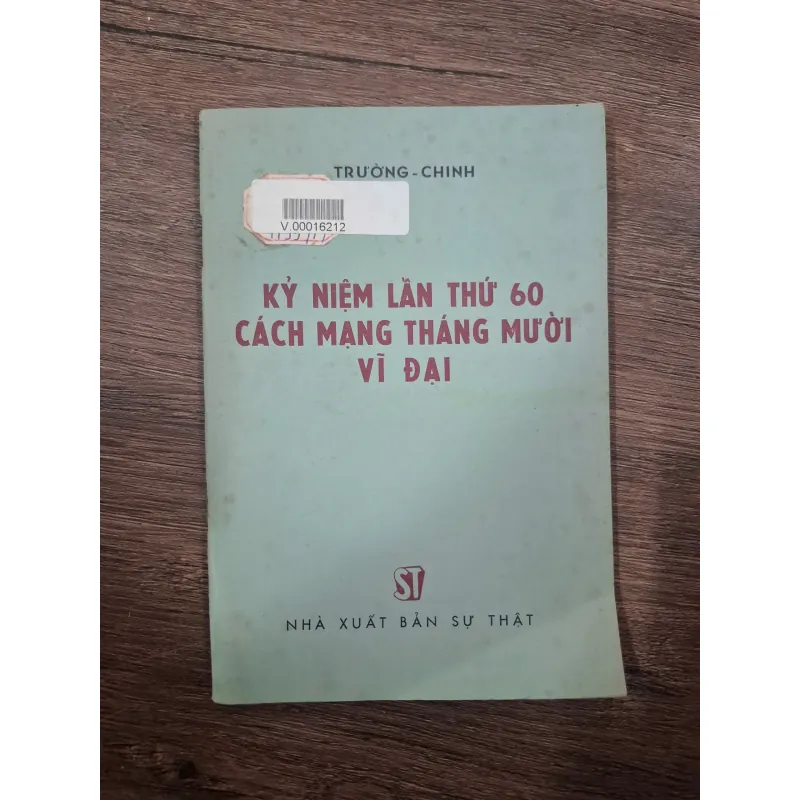 TRƯỜNG-CHINH
V.00016212
KỶ NIỆM LẦN THỨ 60
CÁCH MẠNG THÁNG MƯỜI
VĨ ĐẠI
ST
NHÀ XUẤT BẢN SỰ THẬT